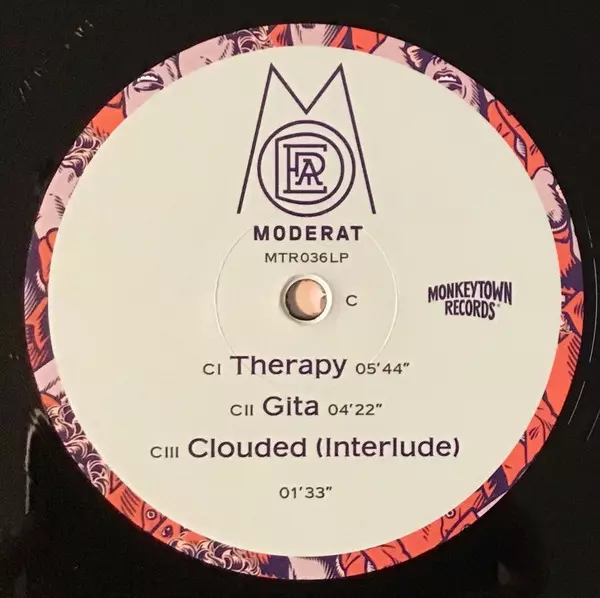 MODERAT
MTR036LP
C
MONKEYTOWN
RECORDS
CI Therapy 05'44"
CII Gita 04'22"
CIII Clouded (Interlude)
01'33"